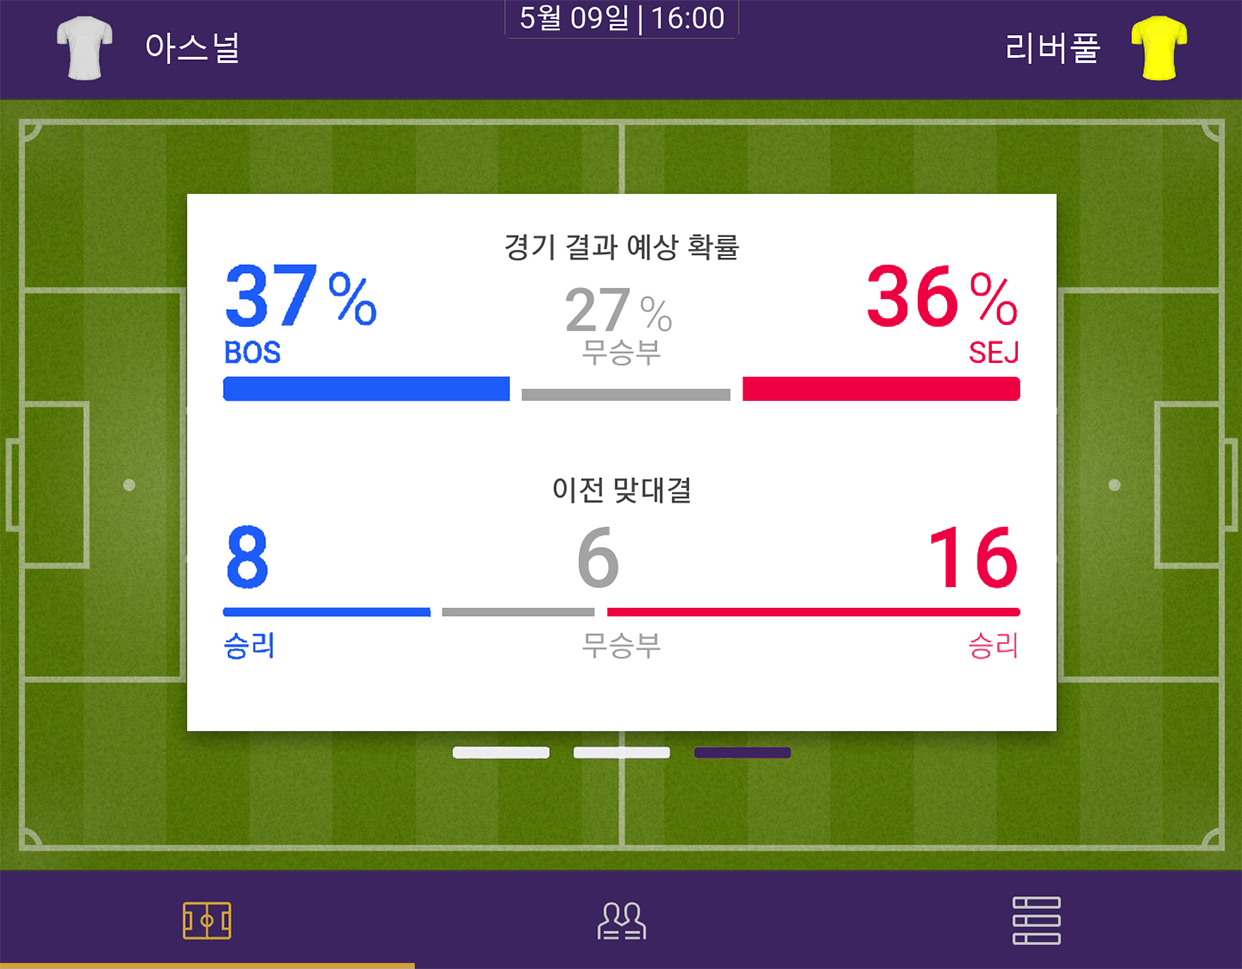 아스널
5월 09일 | 16:00
리버풀
경기 결과 예상 확률
37%
27%
36%
BOS
무승부
SEJ
이전 맞대결
8
6
16
승리
무승부
승리